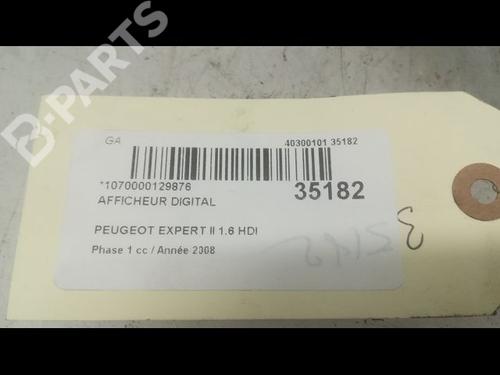 B-PARTS
GA
40300101 35182
*1070000129876
35182
AFFICHEUR DIGITAL
PEUGEOT EXPERT II 1.6 HDI
Phase 1 cc / Année 2008